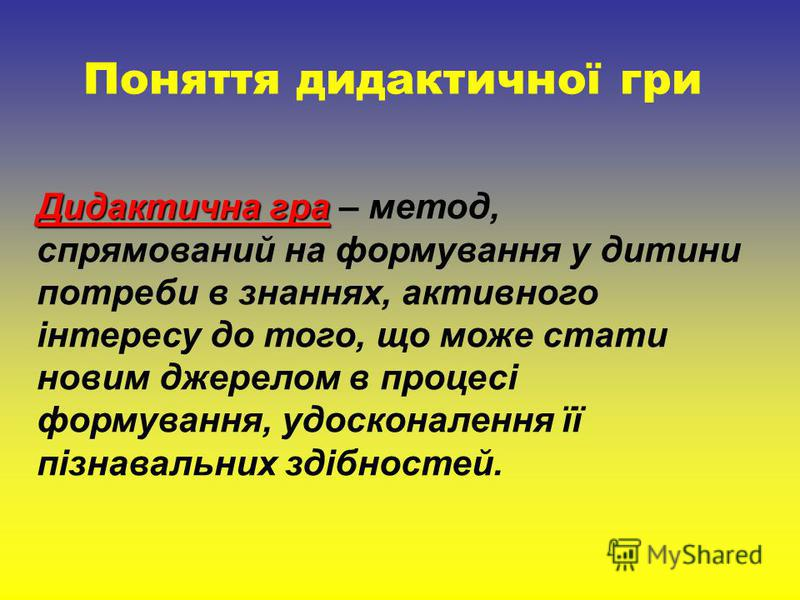 Поняття дидактичної гри
Дидактична гра – метод,
спрямований на формування у дитини
потреби в знаннях, активного
інтересу до того, що може стати
новим джерелом в процесі
формування, удосконалення її
пізнавальних здібностей.
MyShared